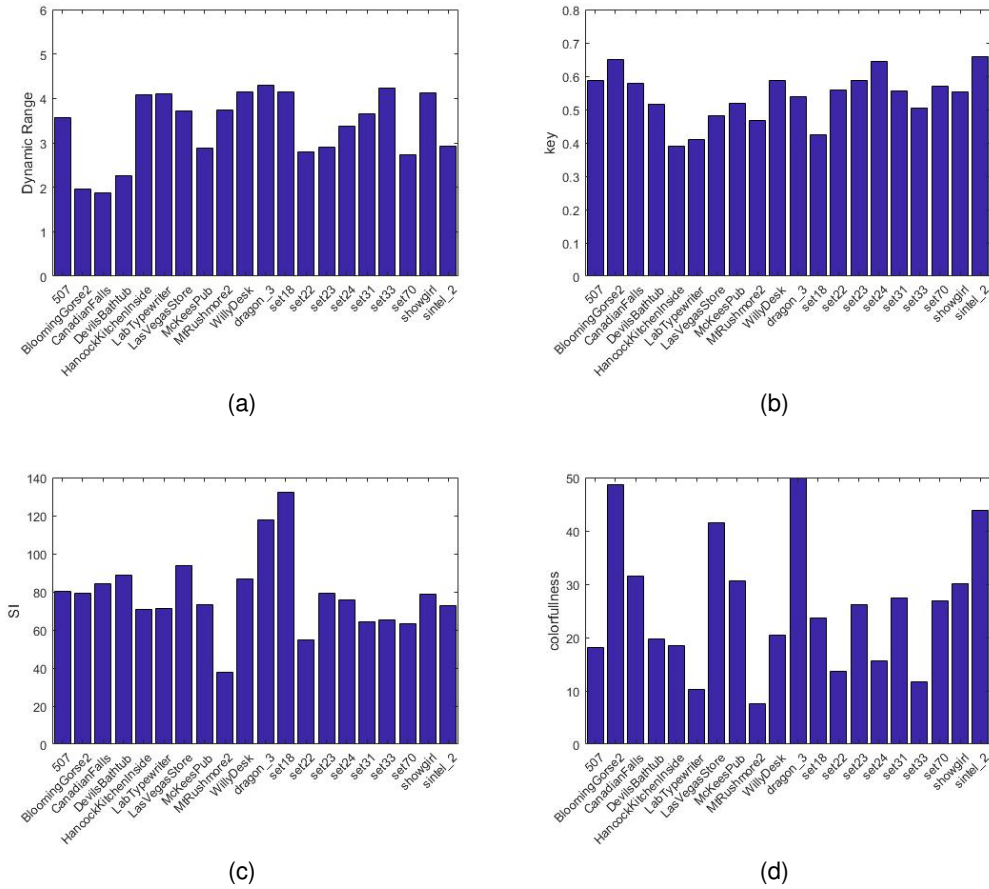 6
5
4
3
2
1
0
Dynamic Range
507
BloomingGorse2
CanadianFalls
DevilsBathtub
HancockKitchenInside
LabTypewriter
LasVegasStore
McKeesPub
MtRushmore2
WillyDesk
dragon_3
set18
set22
set23
set24
set31
set33
set70
showgirl
sintel_2
(a)
0.8
0.7
0.6
0.5
0.4
0.3
0.2
0.1
0
key
507
BloomingGorse2
CanadianFalls
DevilsBathtub
HancockKitchenInside
LabTypewriter
LasVegasStore
McKeesPub
MtRushmore2
WillyDesk
dragon_3
set18
set22
set23
set24
set31
set33
set70
showgirl
sintel_2
(b)
140
120
100
80
60
40
20
0
SI
507
BloomingGorse2
CanadianFalls
DevilsBathtub
HancockKitchenInside
LabTypewriter
LasVegasStore
McKeesPub
MtRushmore2
WillyDesk
dragon_3
set18
set22
set23
set24
set31
set33
set70
showgirl
sintel_2
(c)
50
40
30
20
10
0
colorfullness
507
BloomingGorse2
CanadianFalls
DevilsBathtub
HancockKitchenInside
LabTypewriter
LasVegasStore
McKeesPub
MtRushmore2
WillyDesk
dragon_3
set18
set22
set23
set24
set31
set33
set70
showgirl
sintel_2
(d)